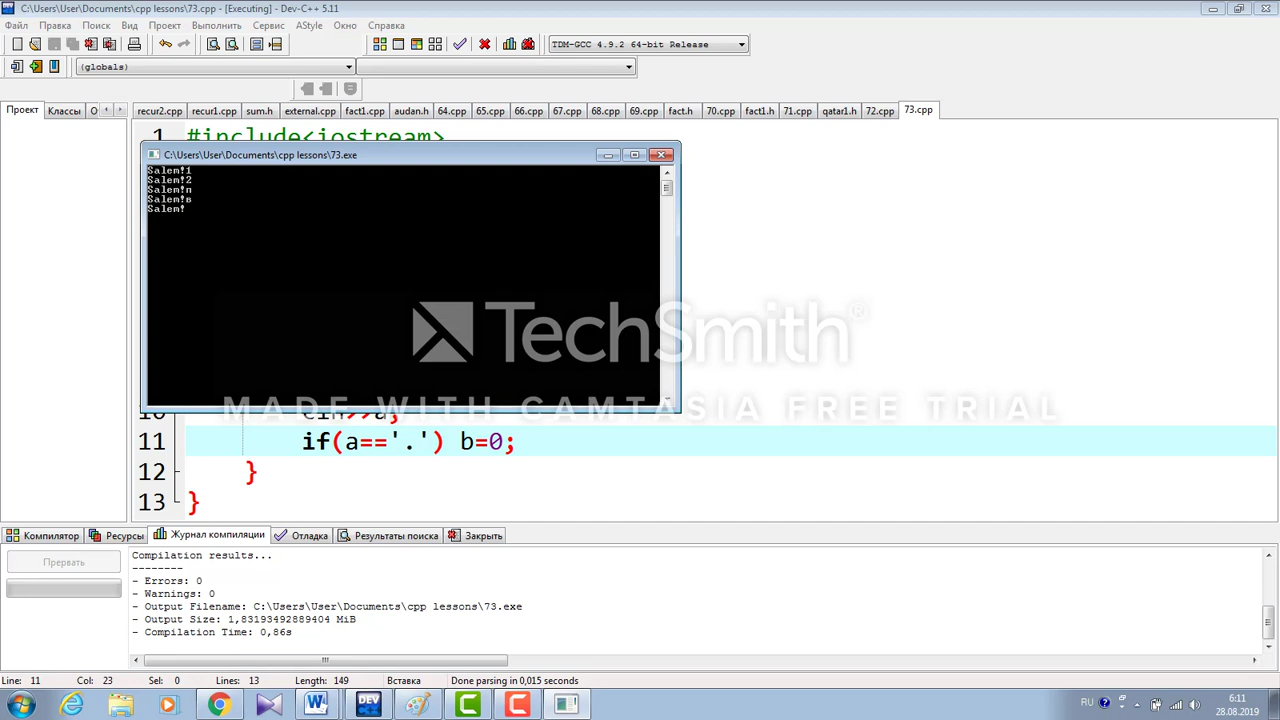 C:\Users\User\Documents\cpp lessons\73.cpp - [Executing] - Dev-C++ 5.11
Файл Правка Поиск Вид Проект Выполнить Сервис AStyle Окно Справка
TDM-GCC 4.9.2 64-bit Release
(globals)
Проект Классы О recur2.cpp recur1.cpp sum.h external.cpp fact1.cpp audan.h 64.cpp 65.cpp 66.cpp 67.cpp 68.cpp 69.cpp fact.h 70.cpp fact1.h 71.cpp qatar1.h 72.cpp 73.cpp
1 #include<iostream>
C:\Users\User\Documents\cpp lessons\73.exe
Salem!1
Salem!2
Salem!п
Salem!в
Salem!
TechSmith®
MADE WITH CAMTASIA FREE TRIAL
10 cin>>a;
11 if(a=='.') b=0;
12 }
13 }
Компилятор Ресурсы Журнал компиляции Отладка Результаты поиска Закрыть
Прервать
Compilation results...
--------
- Errors: 0
- Warnings: 0
- Output Filename: C:\Users\User\Documents\cpp lessons\73.exe
- Output Size: 1,83193492889404 MiB
- Compilation Time: 0,86s
Line: 11 Col: 23 Sel: 0 Lines: 13 Length: 149 Вставка Done parsing in 0,015 seconds
RU 6:11
28.08.2019